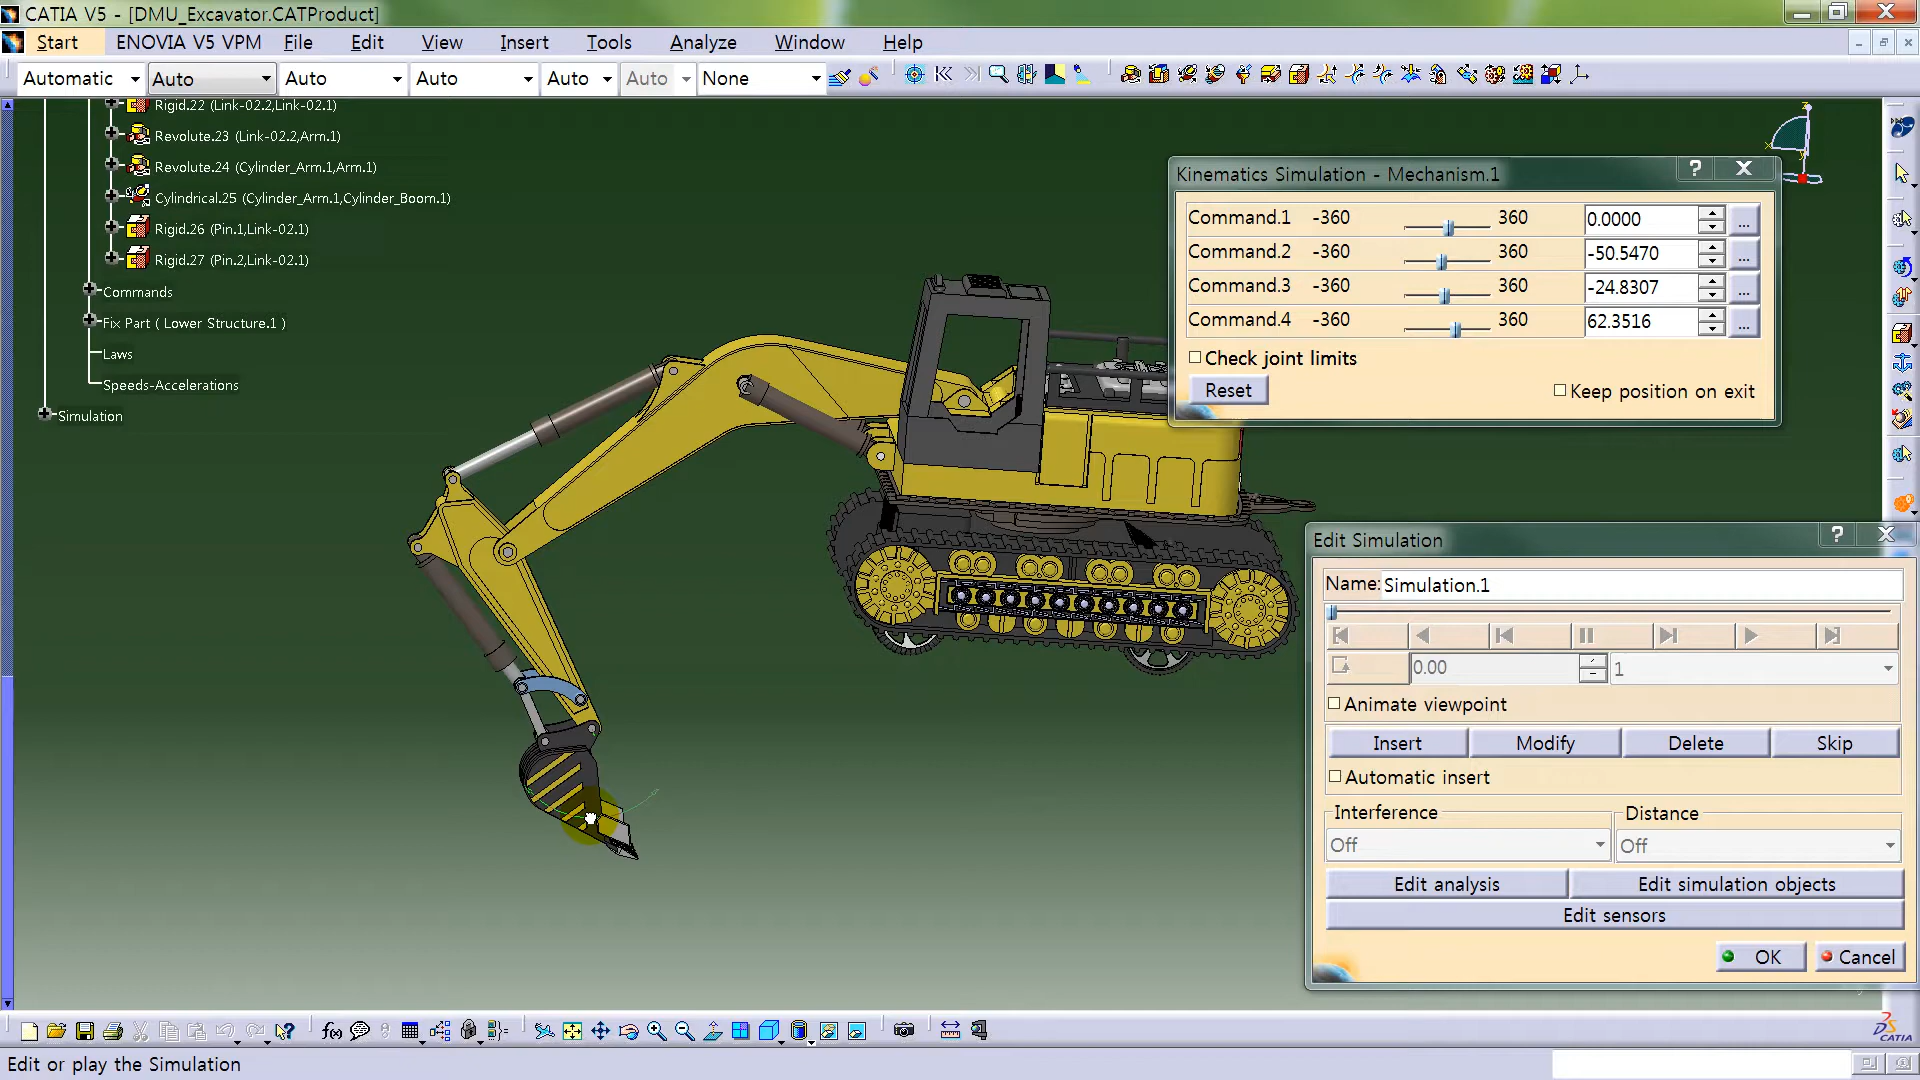 CATIA V5 - [DMU_Excavator.CATProduct]
Start ENOVIA V5 VPM File Edit View Insert Tools Analyze Window Help
Automatic Auto Auto Auto Auto Auto None
Rigid.22 (Link-02.2,Link-02.1)
Revolute.23 (Link-02.2,Arm.1)
Revolute.24 (Cylinder_Arm.1,Arm.1)
Cylindrical.25 (Cylinder_Arm.1,Cylinder_Boom.1)
Rigid.26 (Pin.1,Link-02.1)
Rigid.27 (Pin.2,Link-02.1)
Commands
Fix Part ( Lower Structure.1 )
Laws
Speeds-Accelerations
Simulation
Kinematics Simulation - Mechanism.1
Command.1 -360 360 0.0000 ...
Command.2 -360 360 -50.5470 ...
Command.3 -360 360 -24.8307 ...
Command.4 -360 360 62.3516 ...
Check joint limits
Reset
Keep position on exit
Edit Simulation
Name: Simulation.1
0.00 1
Animate viewpoint
Insert Modify Delete Skip
Automatic insert
Interference Distance
Off Off
Edit analysis Edit simulation objects
Edit sensors
OK Cancel
f(x)
CATIA
Edit or play the Simulation